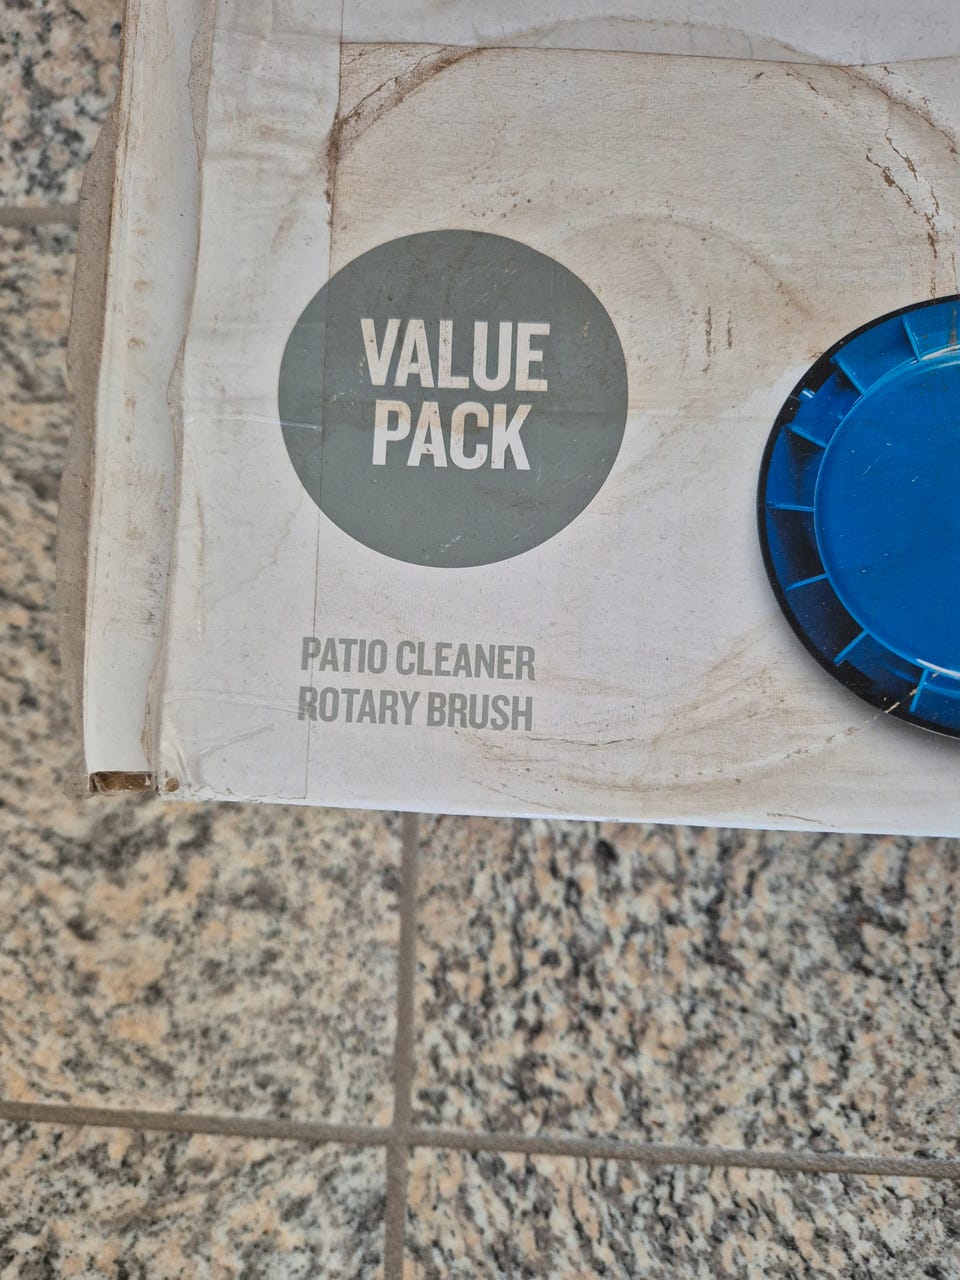 VALUE
PACK
PATIO CLEANER
ROTARY BRUSH